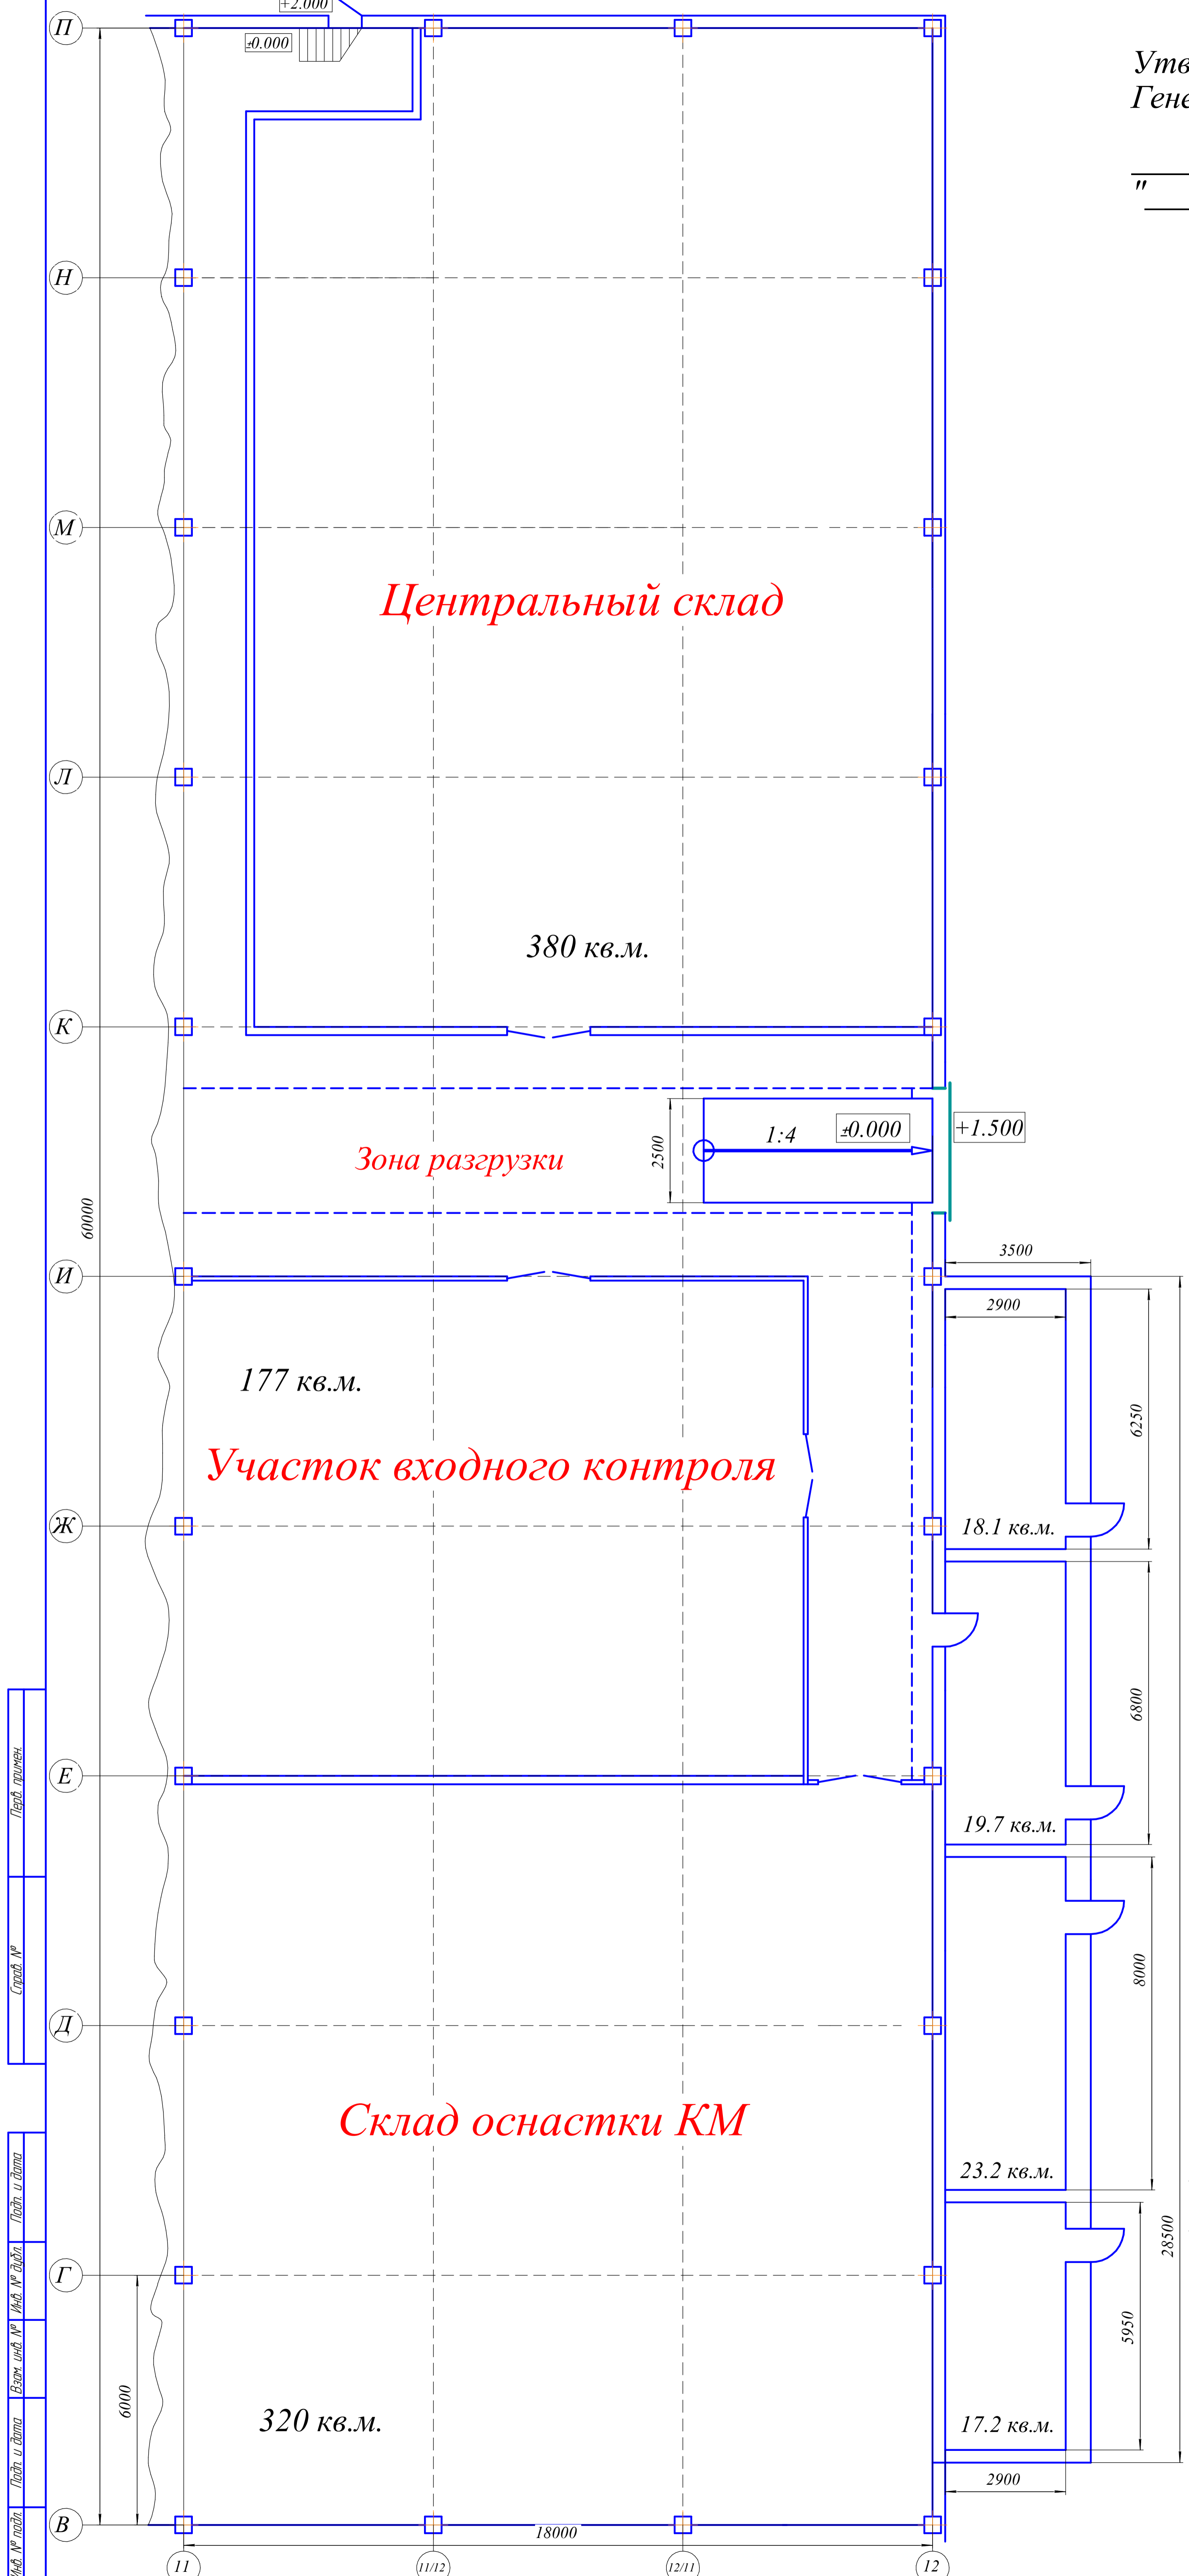 +2.000
П
±0.000
Утв
Гене
"
Н
М
Центральный склад
Л
380 кв.м.
К
1:4
±0.000
+1.500
2500
Зона разгрузки
60000
3500
И
2900
177 кв.м.
6250
Участок входного контроля
Ж
18.1 кв.м.
6800
Перв. примен.
Е
19.7 кв.м.
Справ. №
8000
Д
Склад оснастки КМ
Подп. и дата
23.2 кв.м.
28500
Инв. № дубл.
Г
5950
Взам. инв. №
6000
320 кв.м.
17.2 кв.м.
Подп. и дата
2900
Инв. № подл.
В
18000
11
11/12
12/11
12